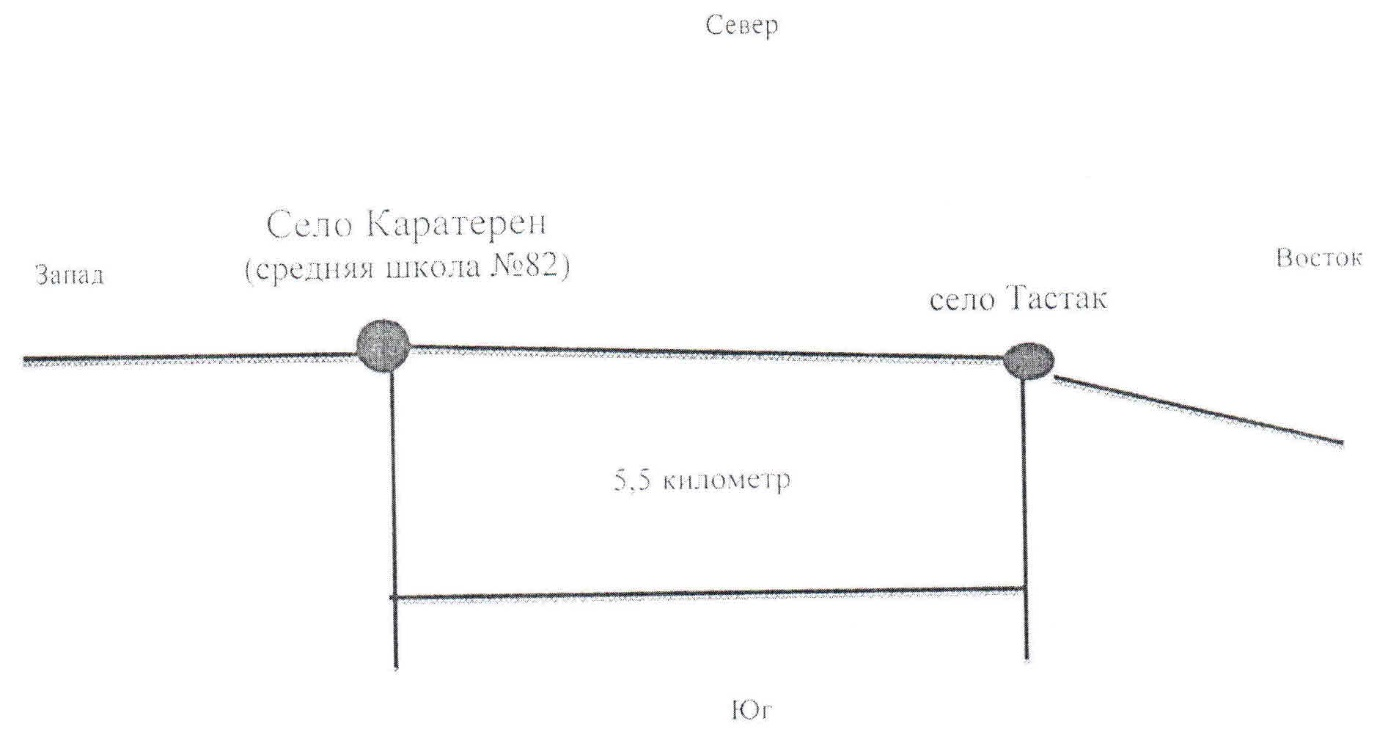 Север
Село Каратерен
(средняя школа №82)
Запад
Восток
село Тастак
5,5 километр
Юг